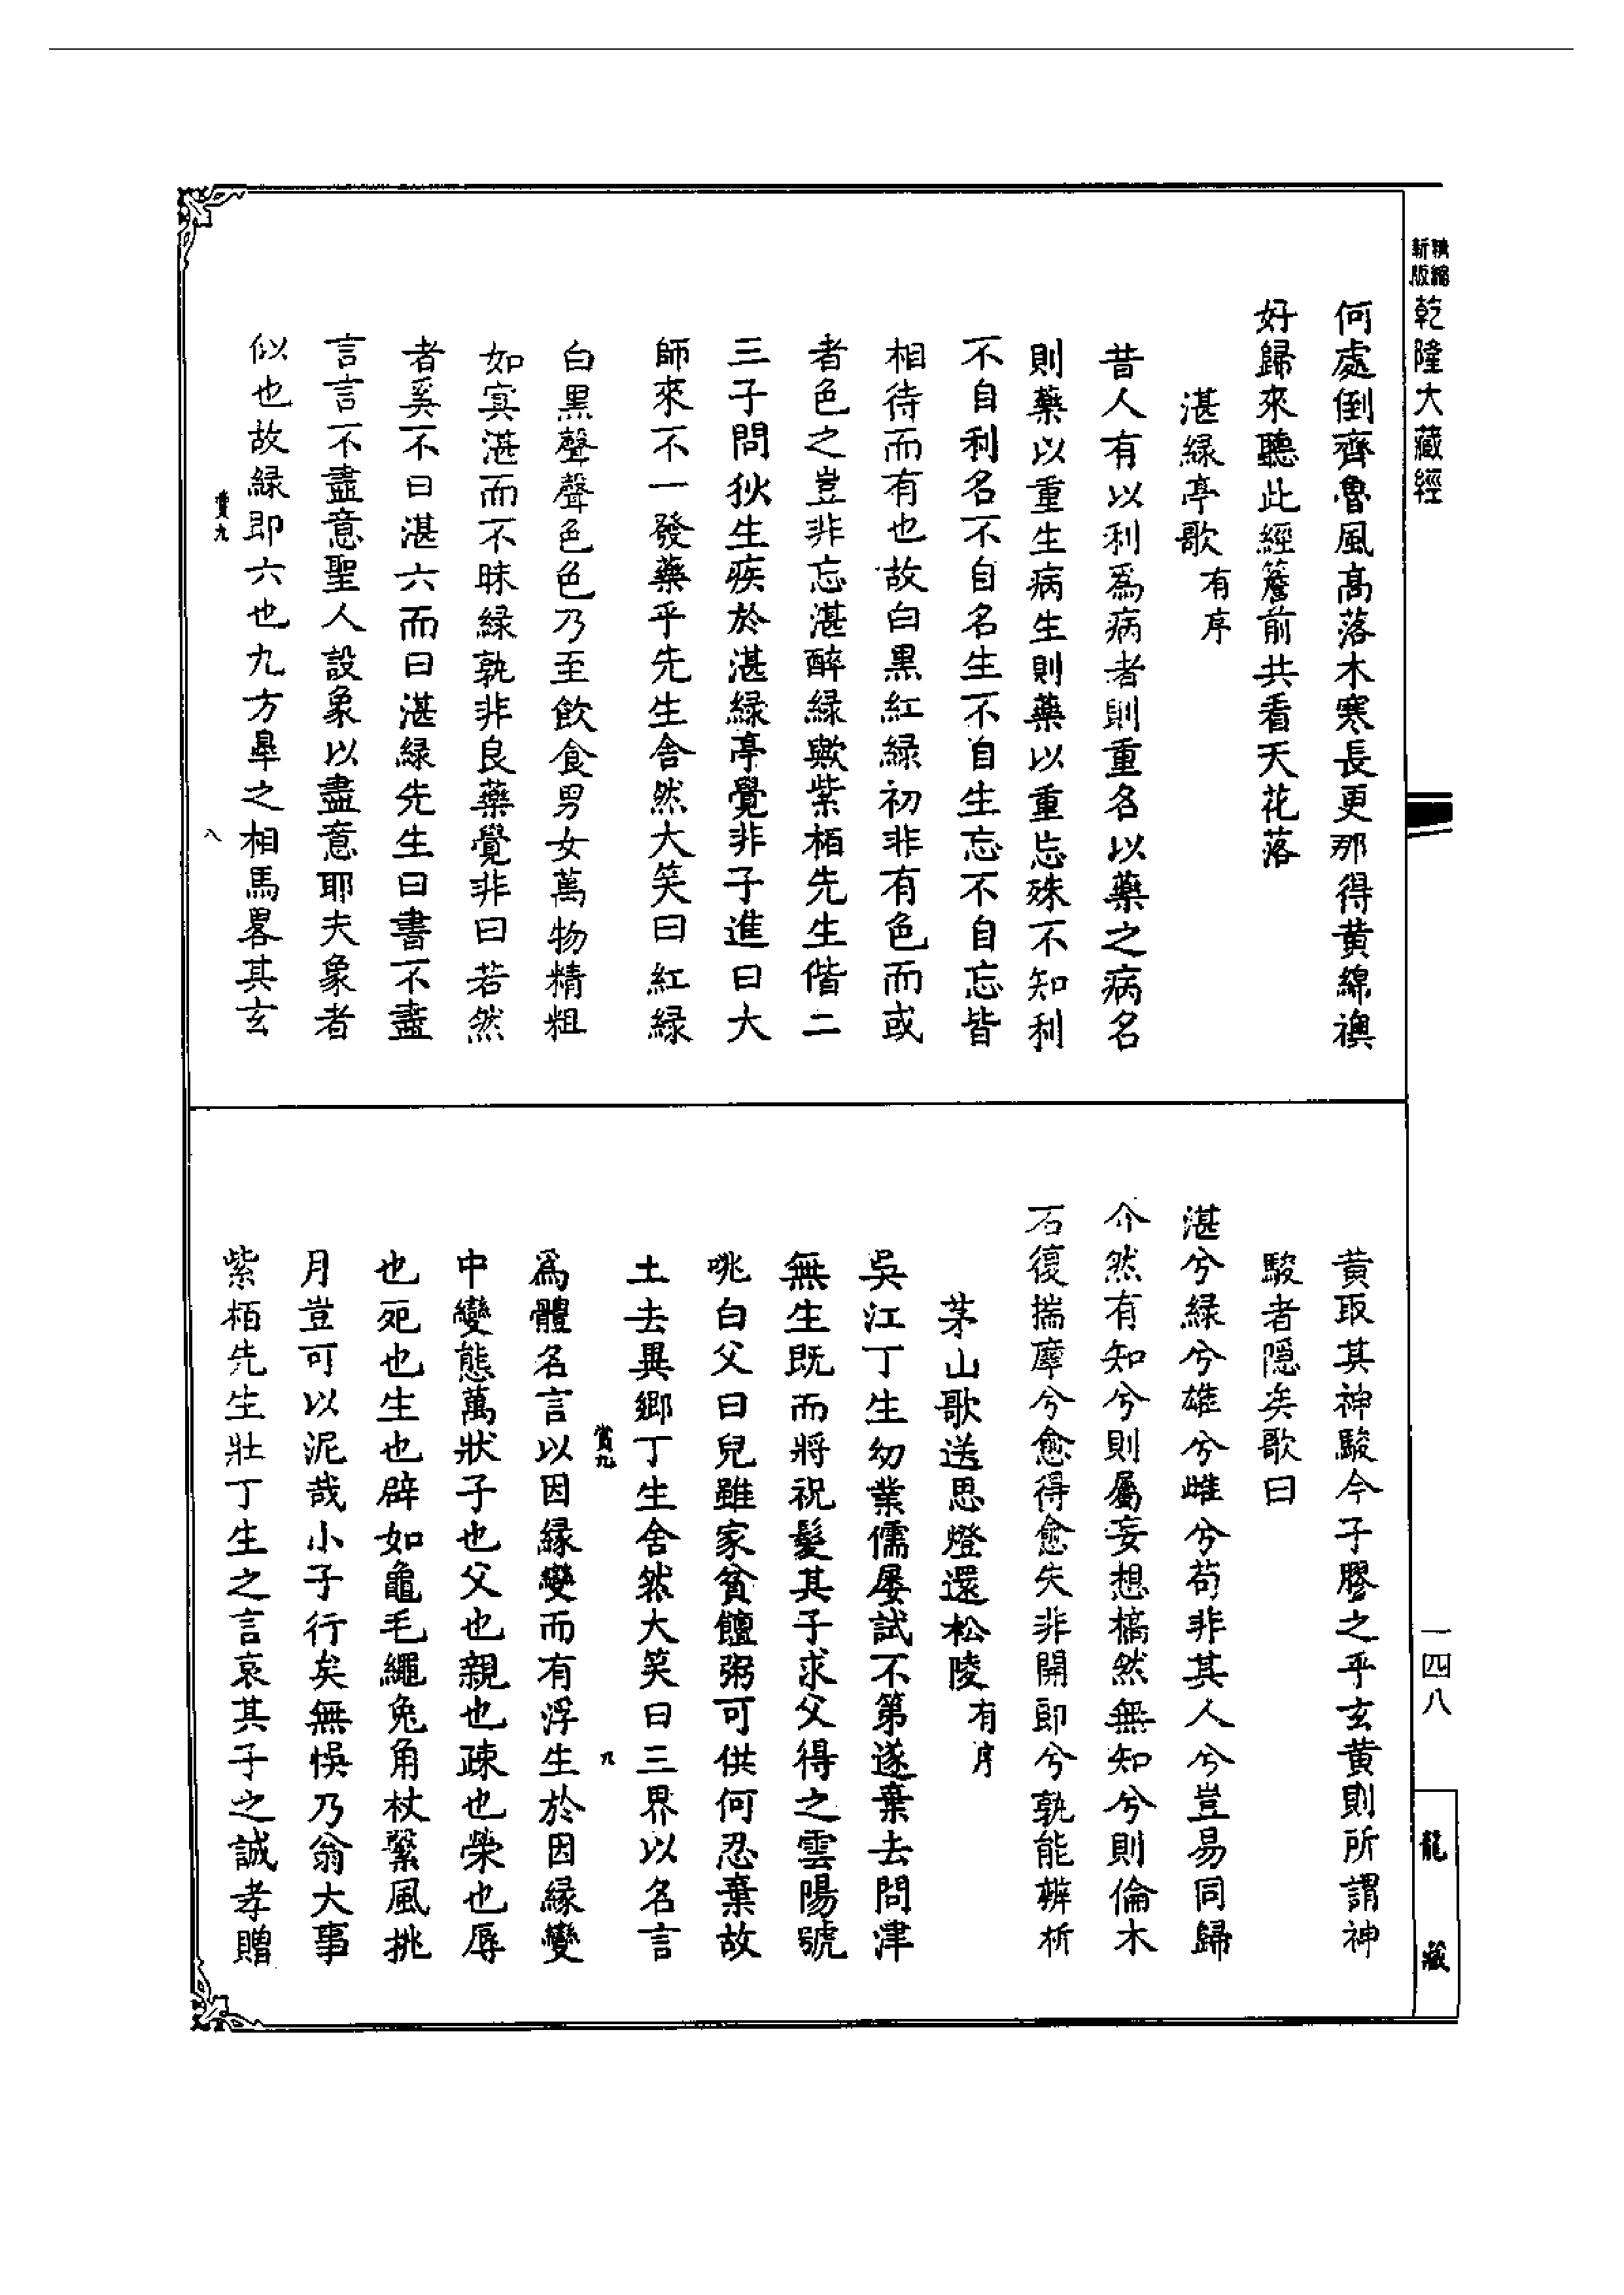 精縮新版乾隆大藏經
何處倒齊魯風高落木寒長更那得黃綿襖
好歸來聽此經簷前共看天花落
湛緑亭歌有序
昔人有以利爲病者則重名以藥之病名
則藥以重生病生則藥以重忘殊不知利
不自利名不自名生不自生忘不自忘皆
相待而有也故白黒紅緑初非有色而或
者色之豈非忘湛醉緑歟紫栢先生偕二
三子問狄生疾於湛緑亭覺非子進曰大
師來不一發藥乎先生舍然大笑曰紅緑
白黒聲聲色色乃至飲食男女萬物精粗
如寔湛而不昧緑孰非良藥覺非曰若然
者奚不曰湛六而曰湛緑先生曰書不盡
言言不盡意聖人設象以盡意耶夫象者
似也故緑即六也九方臯之相馬畧其玄
賞九
八
黃取其神駿今子膠之乎玄黃則所謂神
駿者隱矣歌曰
湛兮緑兮雄兮雌兮苟非其人兮豈易同歸
介然有知兮則屬妄想槁然無知兮則倫木
石復揣摩兮愈得愈失非開即兮孰能辨析
茅山歌送思燈還松陵有序
吳江丁生幼業儒屡試不第遂棄去問津
無生既而將祝髮其子求父得之雲陽號
咷白父曰兒雖家貧饘粥可供何忍棄故
土去異鄉丁生舍然大笑曰三界以名言
賞九
九
爲體名言以因緣變而有浮生於因緣變
中變態萬狀子也父也親也疎也榮也辱
也死也生也辟如龜毛繩兔角杖縏風挑
月豈可以泥哉小子行矣無悞乃翁大事
紫栢先生壯丁生之言哀其子之誠孝贈
一四八
龍藏